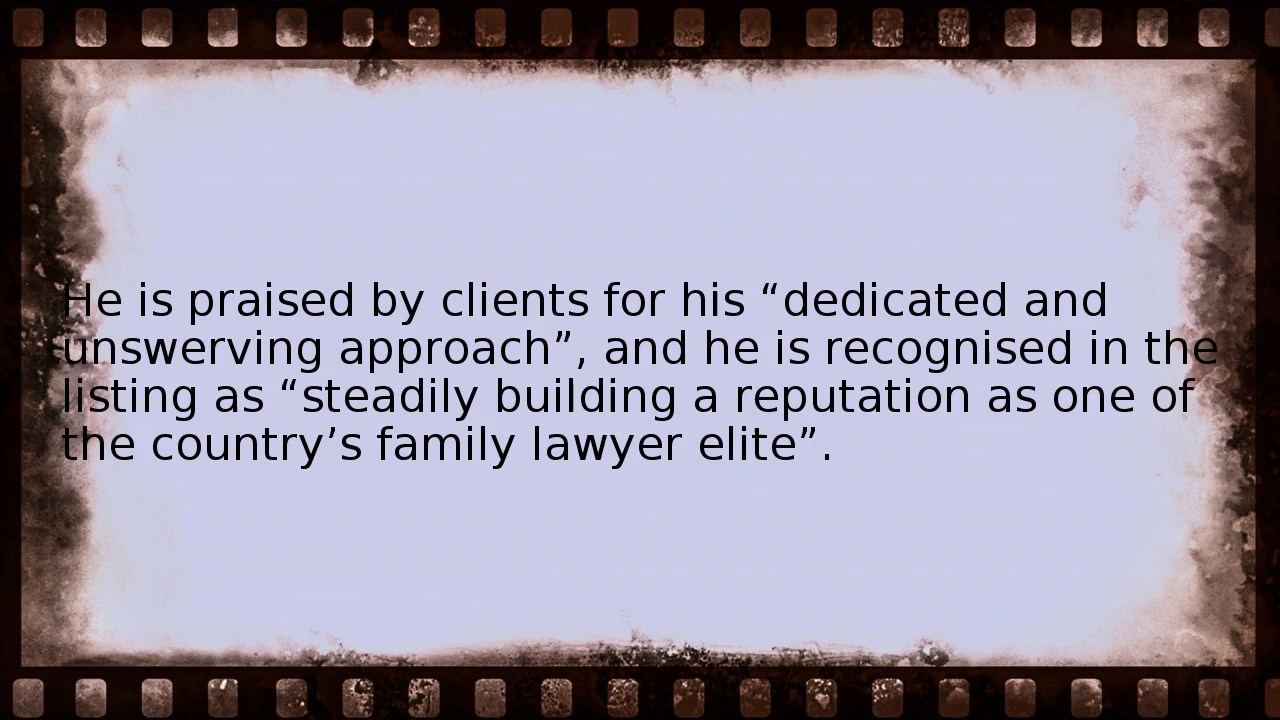 He is praised by clients for his “dedicated and
unswerving approach”, and he is recognised in the
listing as “steadily building a reputation as one of
the country’s family lawyer elite”.